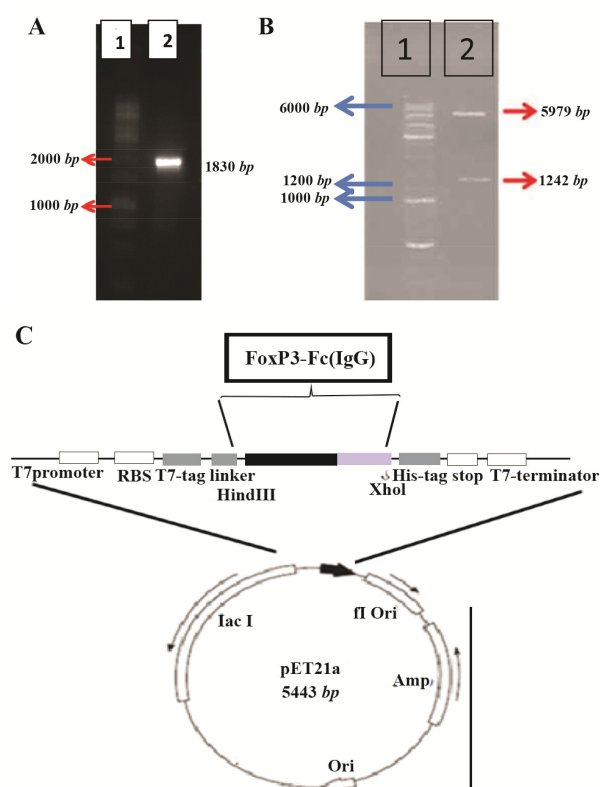 A
1 2
2000 bp
1830 bp
1000 bp
B
1 2
6000 bp
5979 bp
1200 bp
1242 bp
1000 bp
C
FoxP3-Fc(IgG)
T7promoter
RBS
T7-tag linker
HindIII
XhoI
His-tag stop
T7-terminator
Iac I
fI Ori
pET21a
5443 bp
Amp
Ori